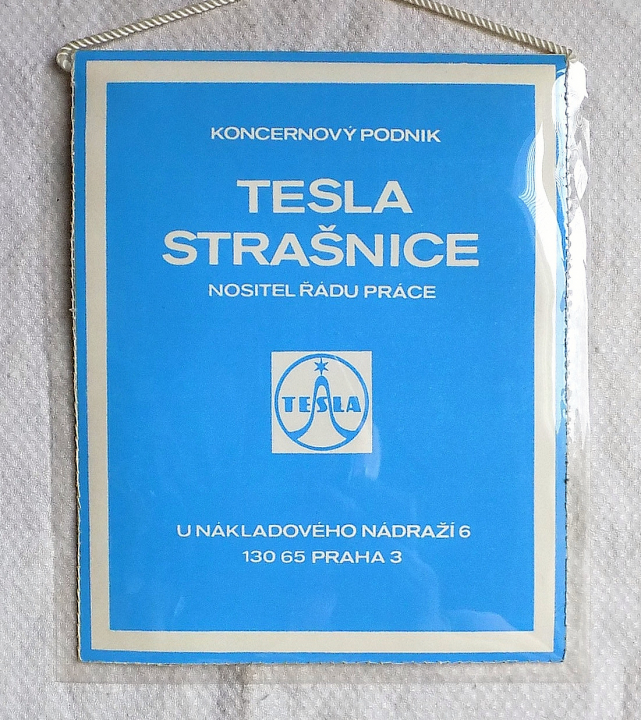 KONCERNOVÝ PODNIK
TESLA
STRAŠNICE
NOSITEL ŘÁDU PRÁCE
TESLA
U NÁKLADOVÉHO NÁDRAŽÍ 6
130 65 PRAHA 3